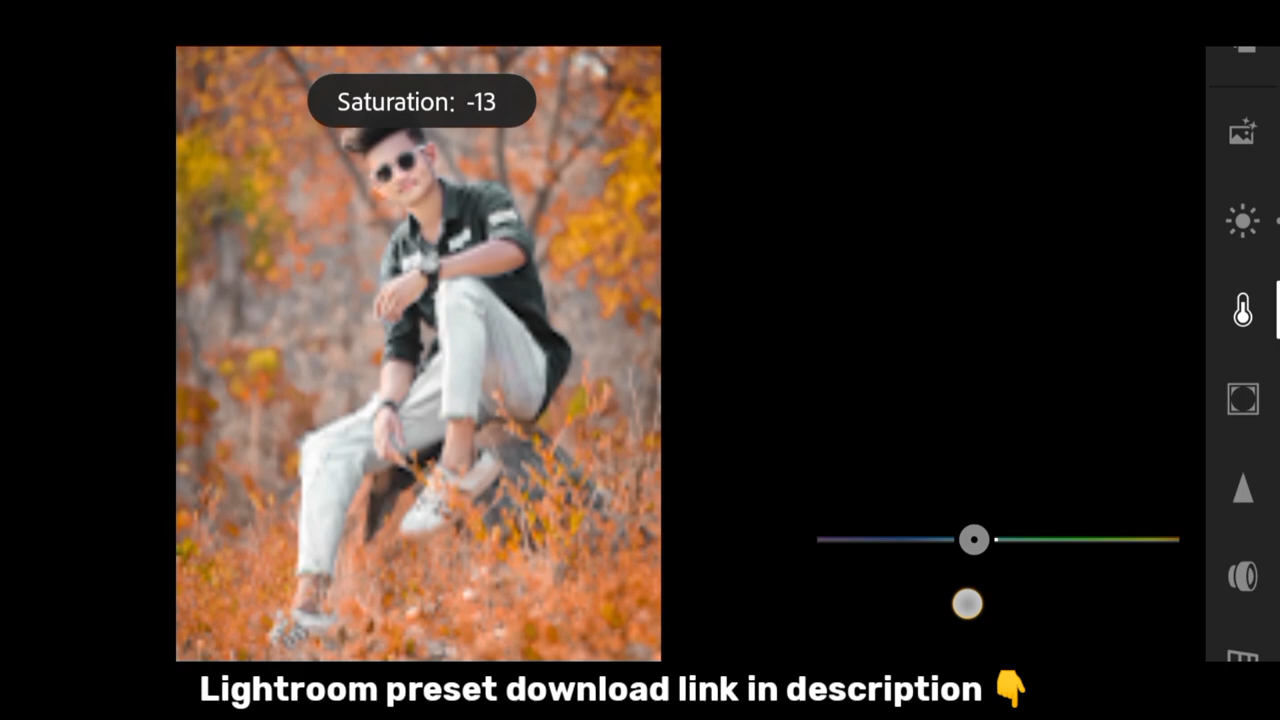 Saturation: -13
Lightroom preset download link in description 👇